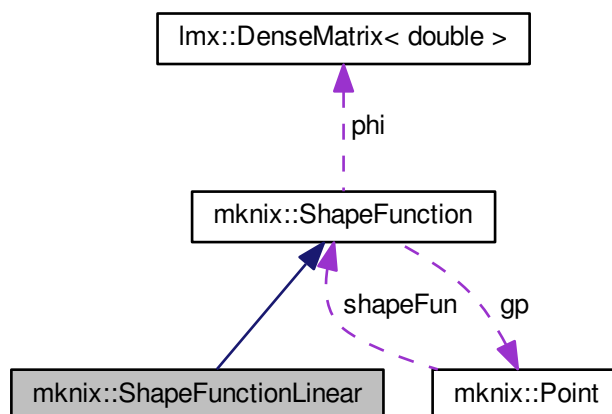 lmx::DenseMatrix< double >
phi
mknix::ShapeFunction
shapeFun
gp
mknix::ShapeFunctionLinear
mknix::Point